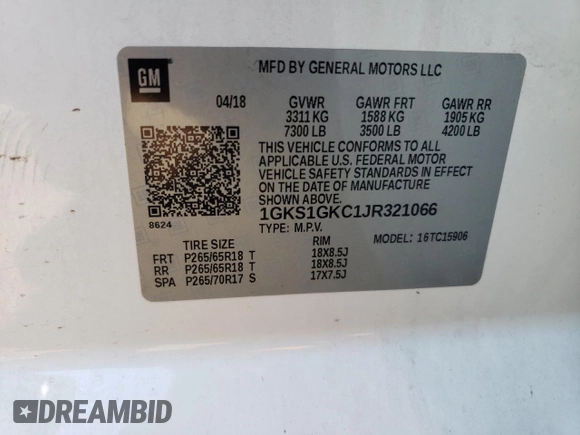 GM
MFD BY GENERAL MOTORS LLC
04/18 GVWR GAWR FRT GAWR RR
3311 KG 1588 KG 1905 KG
7300 LB 3500 LB 4200 LB
THIS VEHICLE CONFORMS TO ALL
APPLICABLE U.S. FEDERAL MOTOR
VEHICLE SAFETY STANDARDS IN EFFECT
ON THE DATE OF MANUFACTURE
SHOWN ABOVE.
1GKS1GKC1JR321066
8624
TYPE: M.P.V. MODEL: 16TC15906
TIRE SIZE RIM
FRT P265/65R18 T 18X8.5J
RR P265/65R18 T 18X8.5J
SPA P265/70R17 S 17X7.5J
DREAMBID